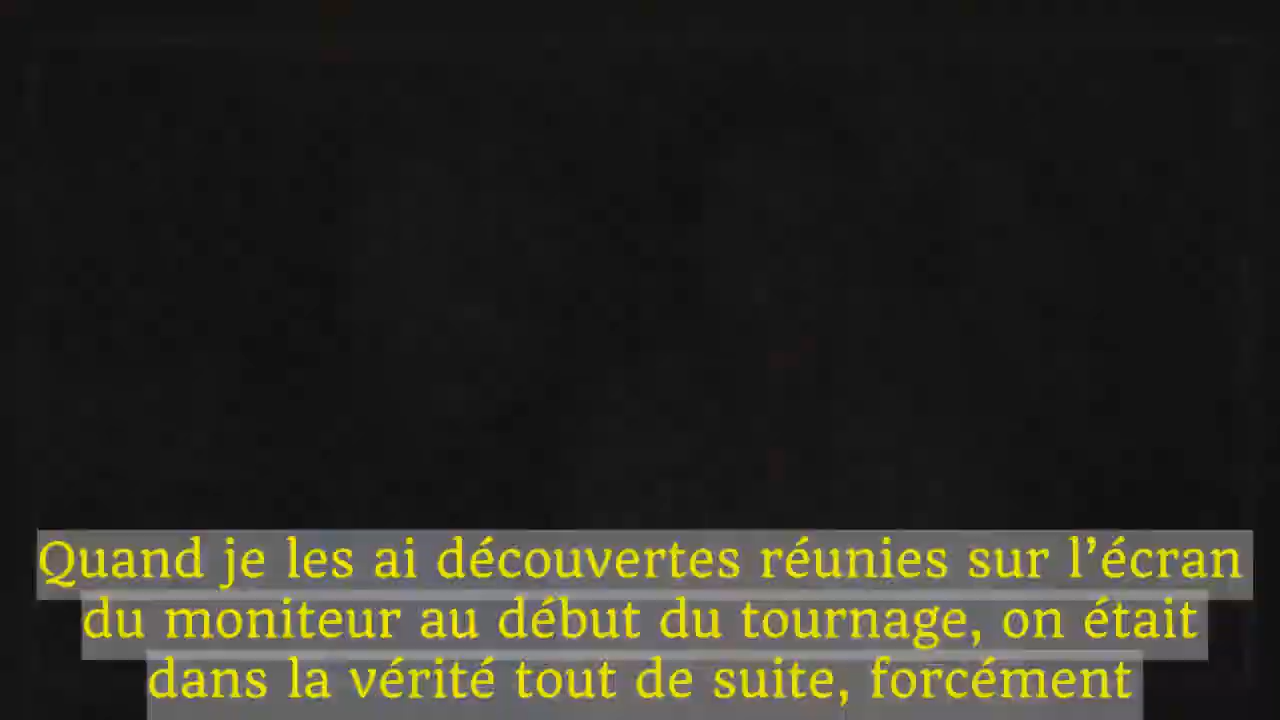 Quand je les ai découvertes réunies sur l’écran
du moniteur au début du tournage, on était
dans la vérité tout de suite, forcément